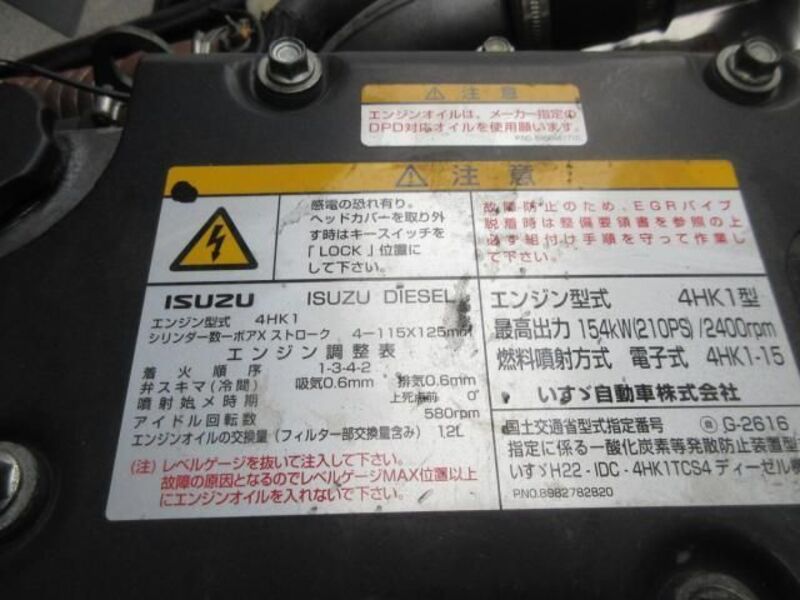 ⚠ 注意
エンジンオイルは、メーカー指定の
DPD対応オイルを使用願います。
⚠ 注意
感電の恐れ有り。
ヘッドカバーを取り外
す時はキースイッチを
「LOCK」位置に
して下さい。
故障防止のため、EGRパイプ
脱着時は整備要領書を参照の上
必ず組付け手順を守って作業し
て下さい。
ISUZU ISUZU DIESEL
エンジン型式 4HK1
シリンダー数ーボアXストローク 4ー115X125mm
エンジン調整表
着火順序 1-3-4-2
弁スキマ(冷間) 吸気0.6mm 排気0.6mm
噴射始メ時期 上死点前 0°
アイドル回転数 580rpm
エンジンオイルの交換量(フィルター部交換量含み) 12L
(注)レベルゲージを抜いて注入して下さい。
故障の原因となるのでレベルゲージMAX位置以上
にエンジンオイルを入れないで下さい。
エンジン型式 4HK1型
最高出力 154kW(210PS)/2400rpm
燃料噴射方式 電子式 4HK1-15
いすゞ自動車株式会社
国土交通省型式指定番号 G-2616
指定に係る一酸化炭素等発散防止装置型
いすゞH22-IDC-4HK1TCS4 ディーゼル
P.NO.8982782820